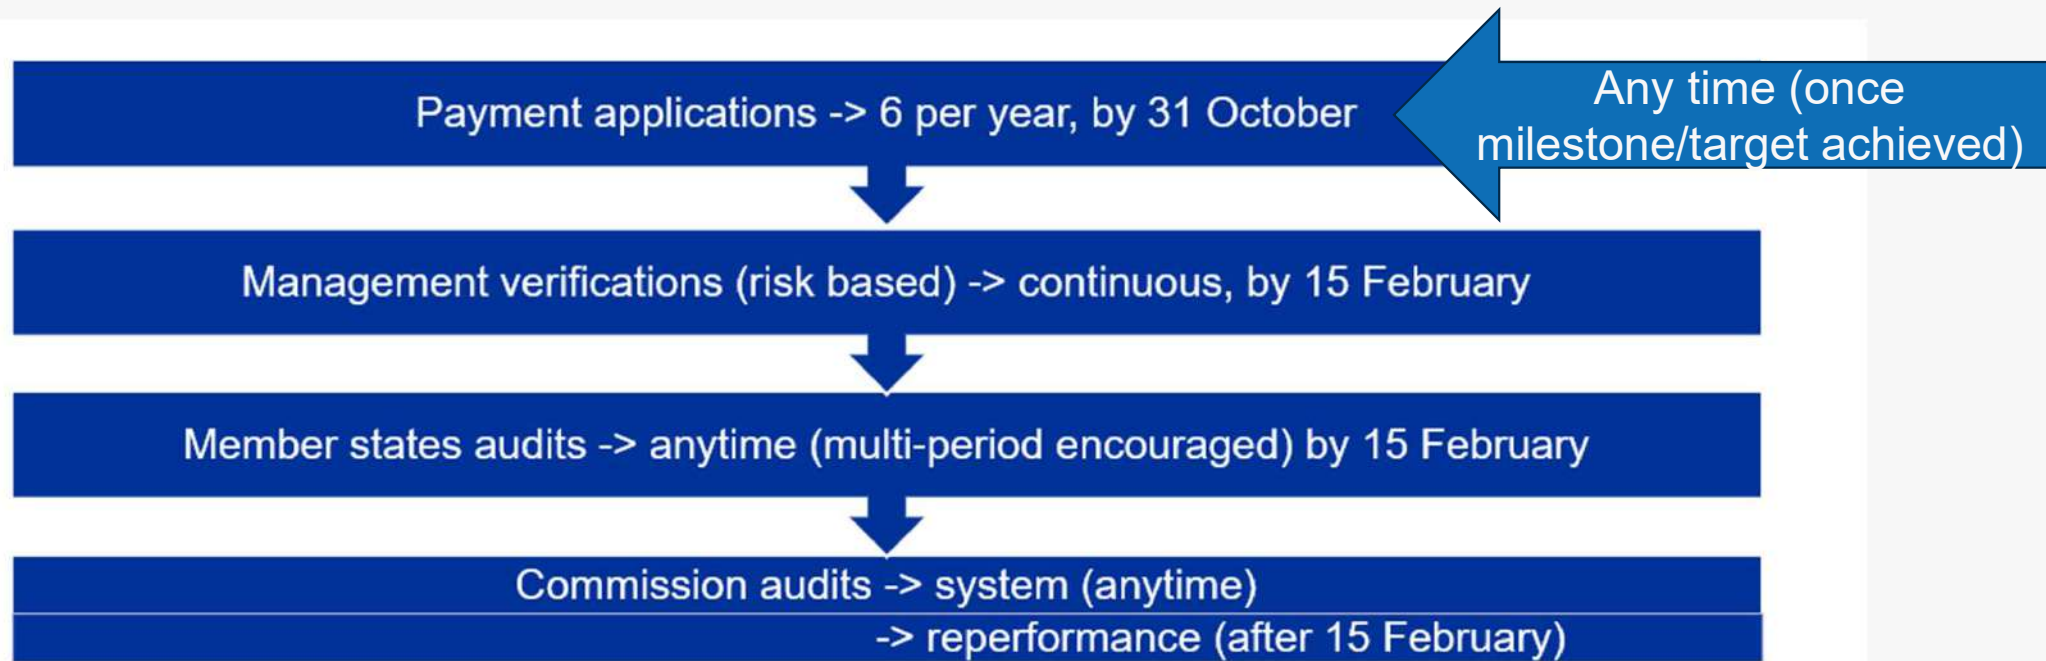 Payment applications -> 6 per year, by 31 October
Any time (once
milestone/target achieved)
Management verifications (risk based) -> continuous, by 15 February
Member states audits -> anytime (multi-period encouraged) by 15 February
Commission audits -> system (anytime)
-> reperformance (after 15 February)